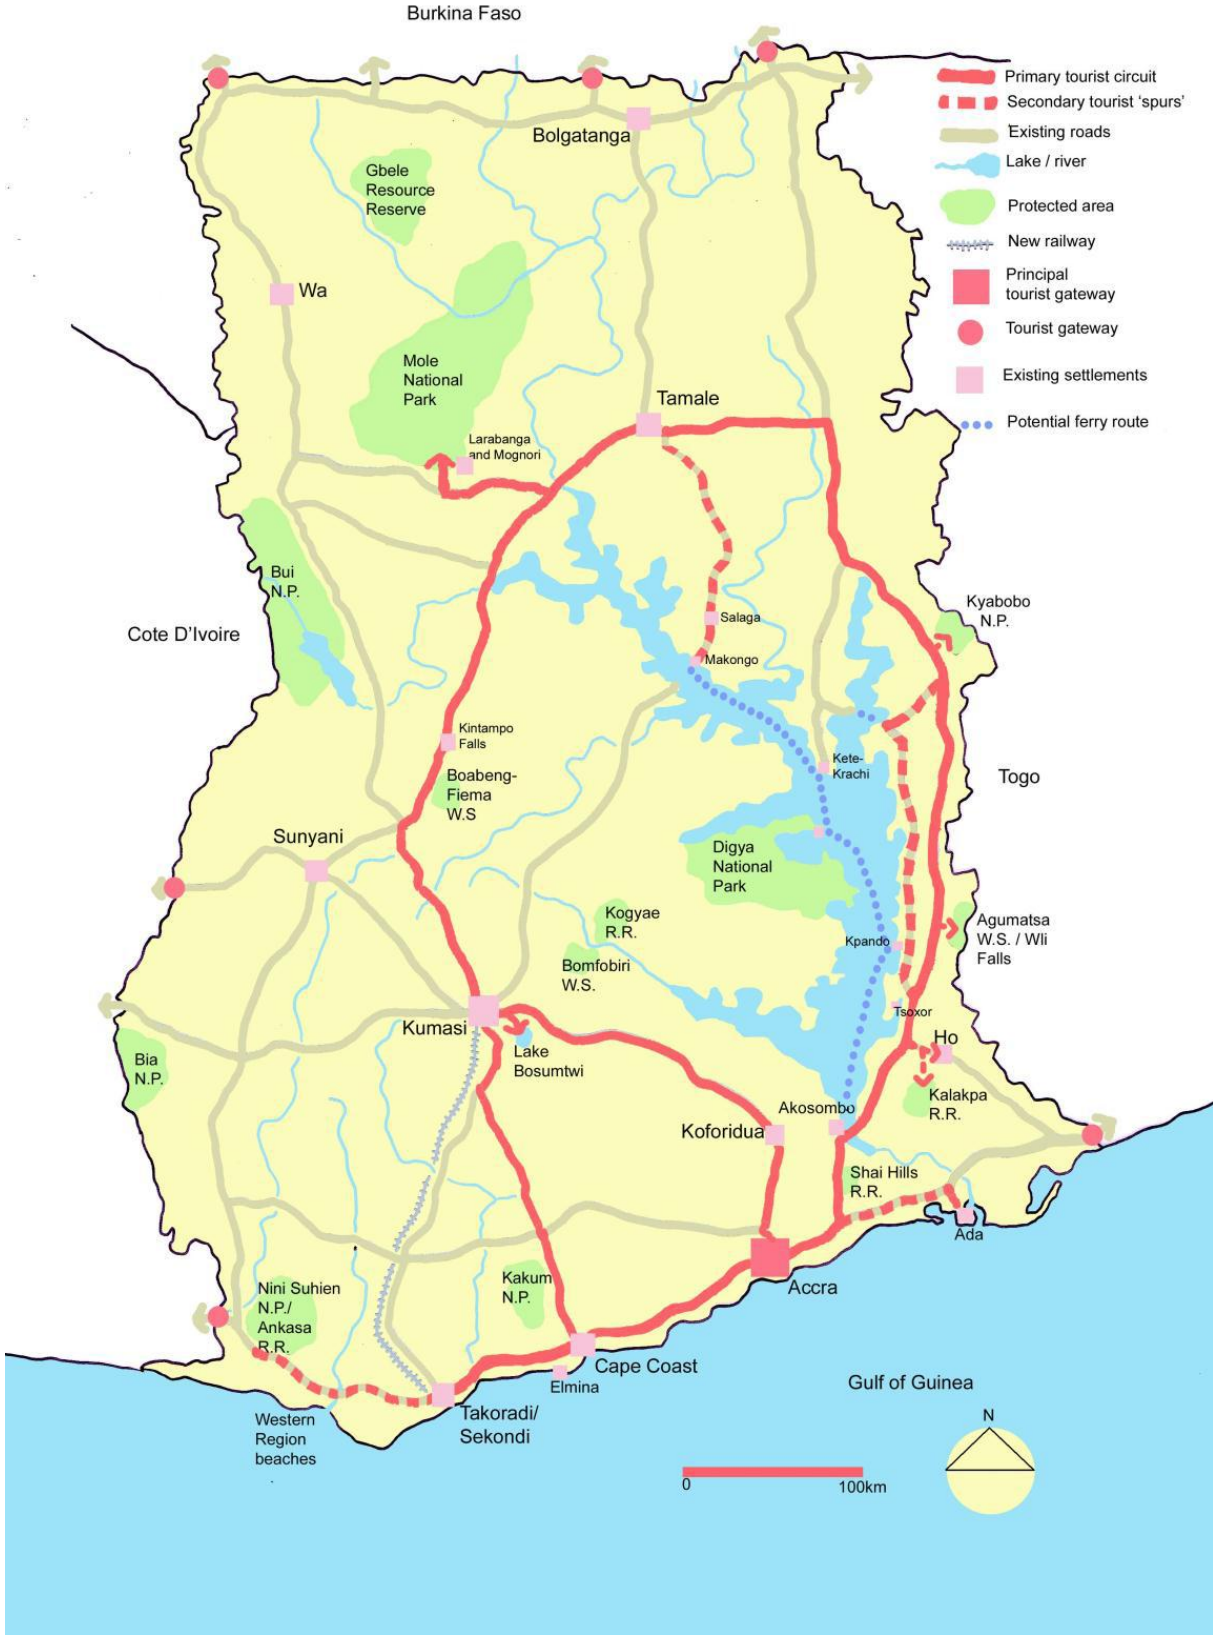 Burkina Faso
Primary tourist circuit
Secondary tourist ‘spurs’
Existing roads
Lake / river
Protected area
New railway
Principal
tourist gateway
Tourist gateway
Existing settlements
Potential ferry route
Bolgatanga
Gbele
Resource
Reserve
Wa
Mole
National
Park
Tamale
Larabanga
and Mognori
Bui
N.P.
Cote D’Ivoire
Salaga
Makongo
Kyabobo
N.P.
Kintampo
Falls
Boabeng-
Fiema
W.S
Kete-
Krachi
Togo
Sunyani
Digya
National
Park
Kogyae
R.R.
Bomfobiri
W.S.
Kpando
Agumatsa
W.S. / Wli
Falls
Tsoxor
Kumasi
Lake
Bosumtwi
Ho
Bia
N.P.
Kalakpa
R.R.
Akosombo
Koforidua
Shai Hills
R.R.
Ada
Accra
Kakum
N.P.
Nini Suhien
N.P./
Ankasa
R.R.
Cape Coast
Elmina
Takoradi/
Sekondi
Western
Region
beaches
Gulf of Guinea
N
0
100km